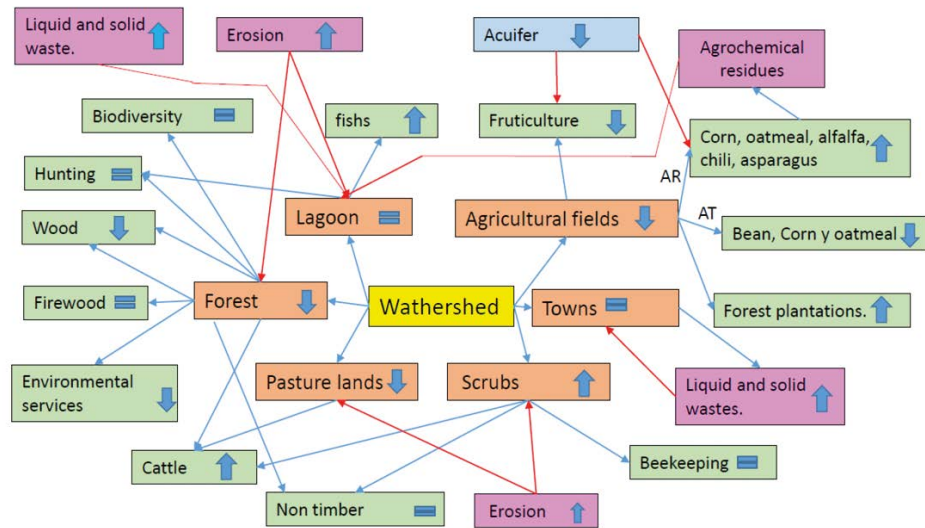 Liquid and solid
waste.
Erosion
Acuifer
Agrochemical
residues
Biodiversity
fishs
Fruticulture
Corn, oatmeal, alfalfa,
chili, asparagus
Hunting
AR
Wood
Lagoon
Agricultural fields
AT
Bean, Corn y oatmeal
Firewood
Forest
Wathershed
Towns
Forest plantations.
Environmental
services
Pasture lands
Scrubs
Liquid and solid
wastes.
Cattle
Beekeeping
Non timber
Erosion